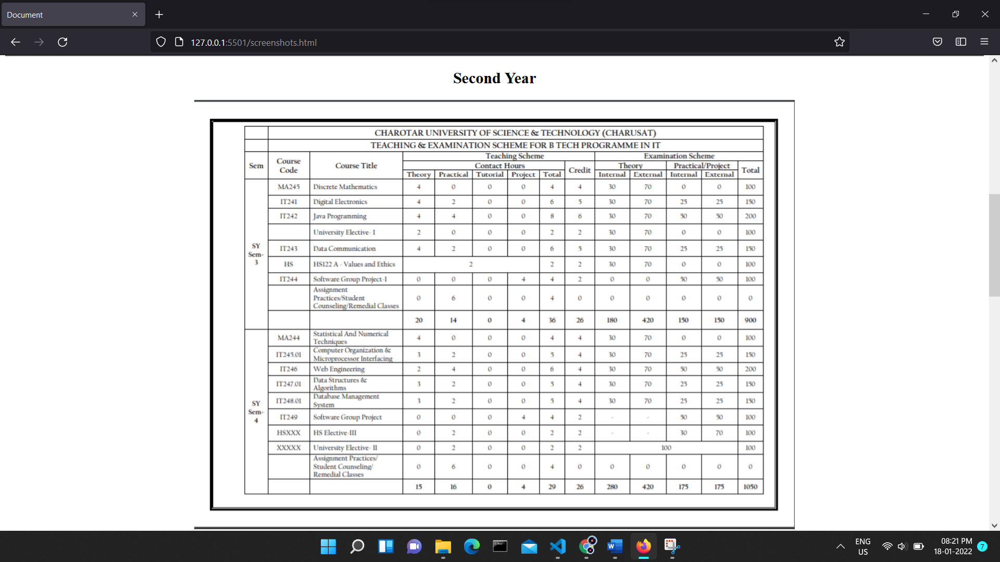 Document
127.0.0.1:5501/screenshots.html
Second Year
CHAROTAR UNIVERSITY OF SCIENCE & TECHNOLOGY (CHARUSAT)
TEACHING & EXAMINATION SCHEME FOR B TECH PROGRAMME IN IT
Sem Course Code Course Title Teaching Scheme Examination Scheme
Contact Hours Credit Theory Practical/Project Total
Theory Practical Tutorial Project Total Internal External Internal External
SY Sem-3
MA245 Discrete Mathematics 4 0 0 0 4 4 30 70 0 0 100
IT241 Digital Electronics 4 2 0 0 6 5 30 70 25 25 150
IT242 Java Programming 4 4 0 0 8 6 30 70 50 50 200
University Elective- I 2 0 0 0 2 2 30 70 0 0 100
IT243 Data Communication 4 2 0 0 6 5 30 70 25 25 150
HS HS122 A - Values and Ethics 2 2 2 30 70 0 0 100
IT244 Software Group Project-I 0 0 0 4 4 2 0 0 50 50 100
Assignment Practices/Student Counseling/Remedial Classes 0 6 0 0 4 0 0 0 0 0 0
20 14 0 4 36 26 180 420 150 150 900
SY Sem-4
MA244 Statistical And Numerical Techniques 4 0 0 0 4 4 30 70 0 0 100
IT245.01 Computer Organization & Microprocessor Interfacing 3 2 0 0 5 4 30 70 25 25 150
IT246 Web Engineering 2 4 0 0 6 4 30 70 50 50 200
IT247.01 Data Structures & Algorithms 3 2 0 0 5 4 30 70 25 25 150
IT248.01 Database Management System 3 2 0 0 5 4 30 70 25 25 150
IT249 Software Group Project 0 0 0 4 4 2 - - 50 50 100
HSXXX HS Elective-III 0 2 0 0 2 2 - - 30 70 100
XXXXX University Elective- II 0 2 0 0 2 2 100 100
Assignment Practices/ Student Counseling/ Remedial Classes 0 6 0 0 4 0 0 0 0 0 0
15 16 0 4 29 26 280 420 175 175 1050
ENG
US
08:21 PM
18-01-2022
7